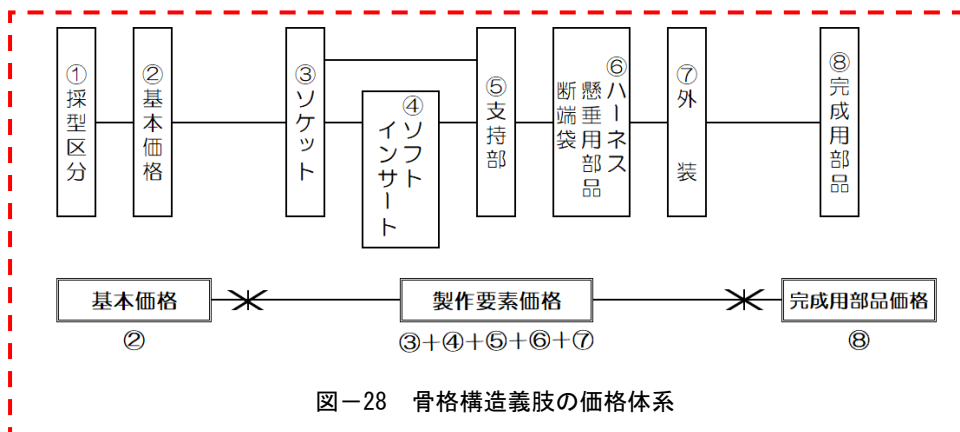 ①採型区分
②基本価格
③ソケット
④ソフト
インサート
⑤支持部
⑥ハーネス
懸垂用部品
断端袋
⑦外装
⑧完成用部品
基本価格
製作要素価格
完成用部品価格
②
③+④+⑤+⑥+⑦
⑧
図－28 骨格構造義肢の価格体系